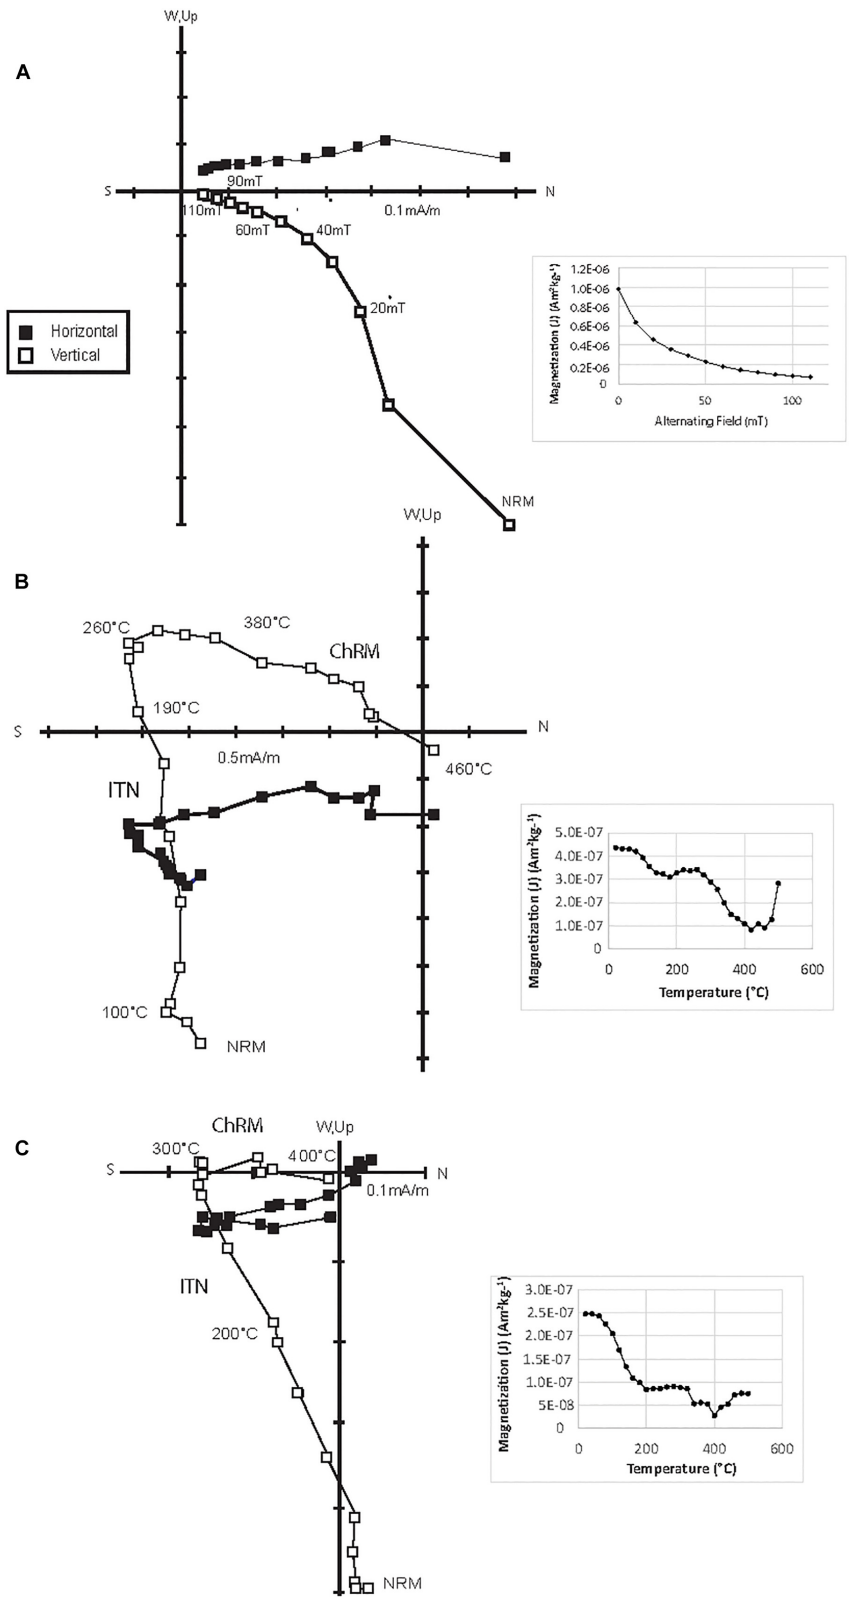 W,Up
A
S
N
90mT
110mT
0.1mA/m
60mT
40mT
20mT
NRM
Horizontal
Vertical
Magnetization (J) (Am²kg⁻¹)
1.2E-06
1.0E-06
0.8E-06
0.6E-06
0.4E-06
0.2E-06
0
0
50
100
Alternating Field (mT)
W,Up
B
260°C
380°C
ChRM
190°C
S
N
0.5mA/m
460°C
ITN
100°C
NRM
Magnetization (J) (Am²kg⁻¹)
5.0E-07
4.0E-07
3.0E-07
2.0E-07
1.0E-07
0
0
200
400
600
Temperature (°C)
C
ChRM
W,Up
300°C
400°C
S
N
0.1mA/m
ITN
200°C
NRM
Magnetization (J) (Am²kg⁻¹)
3.0E-07
2.5E-07
2.0E-07
1.5E-07
1.0E-07
5E-08
0
0
200
400
600
Temperature (°C)